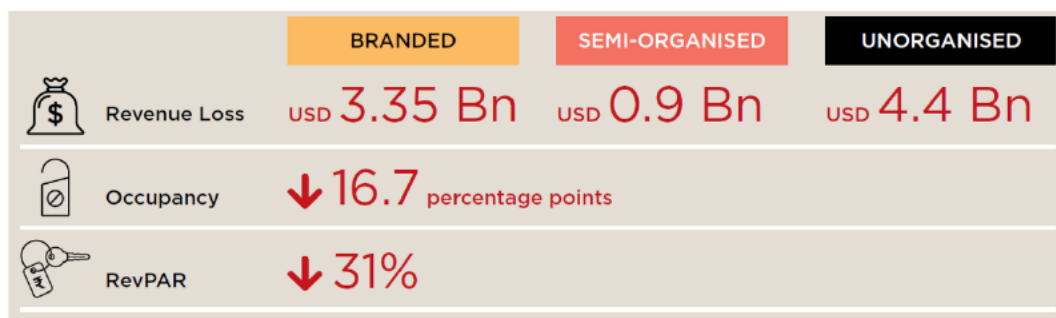 BRANDED SEMI-ORGANISED UNORGANISED
$ Revenue Loss USD 3.35 Bn USD 0.9 Bn USD 4.4 Bn
Occupancy 16.7 percentage points
₹ RevPAR 31%